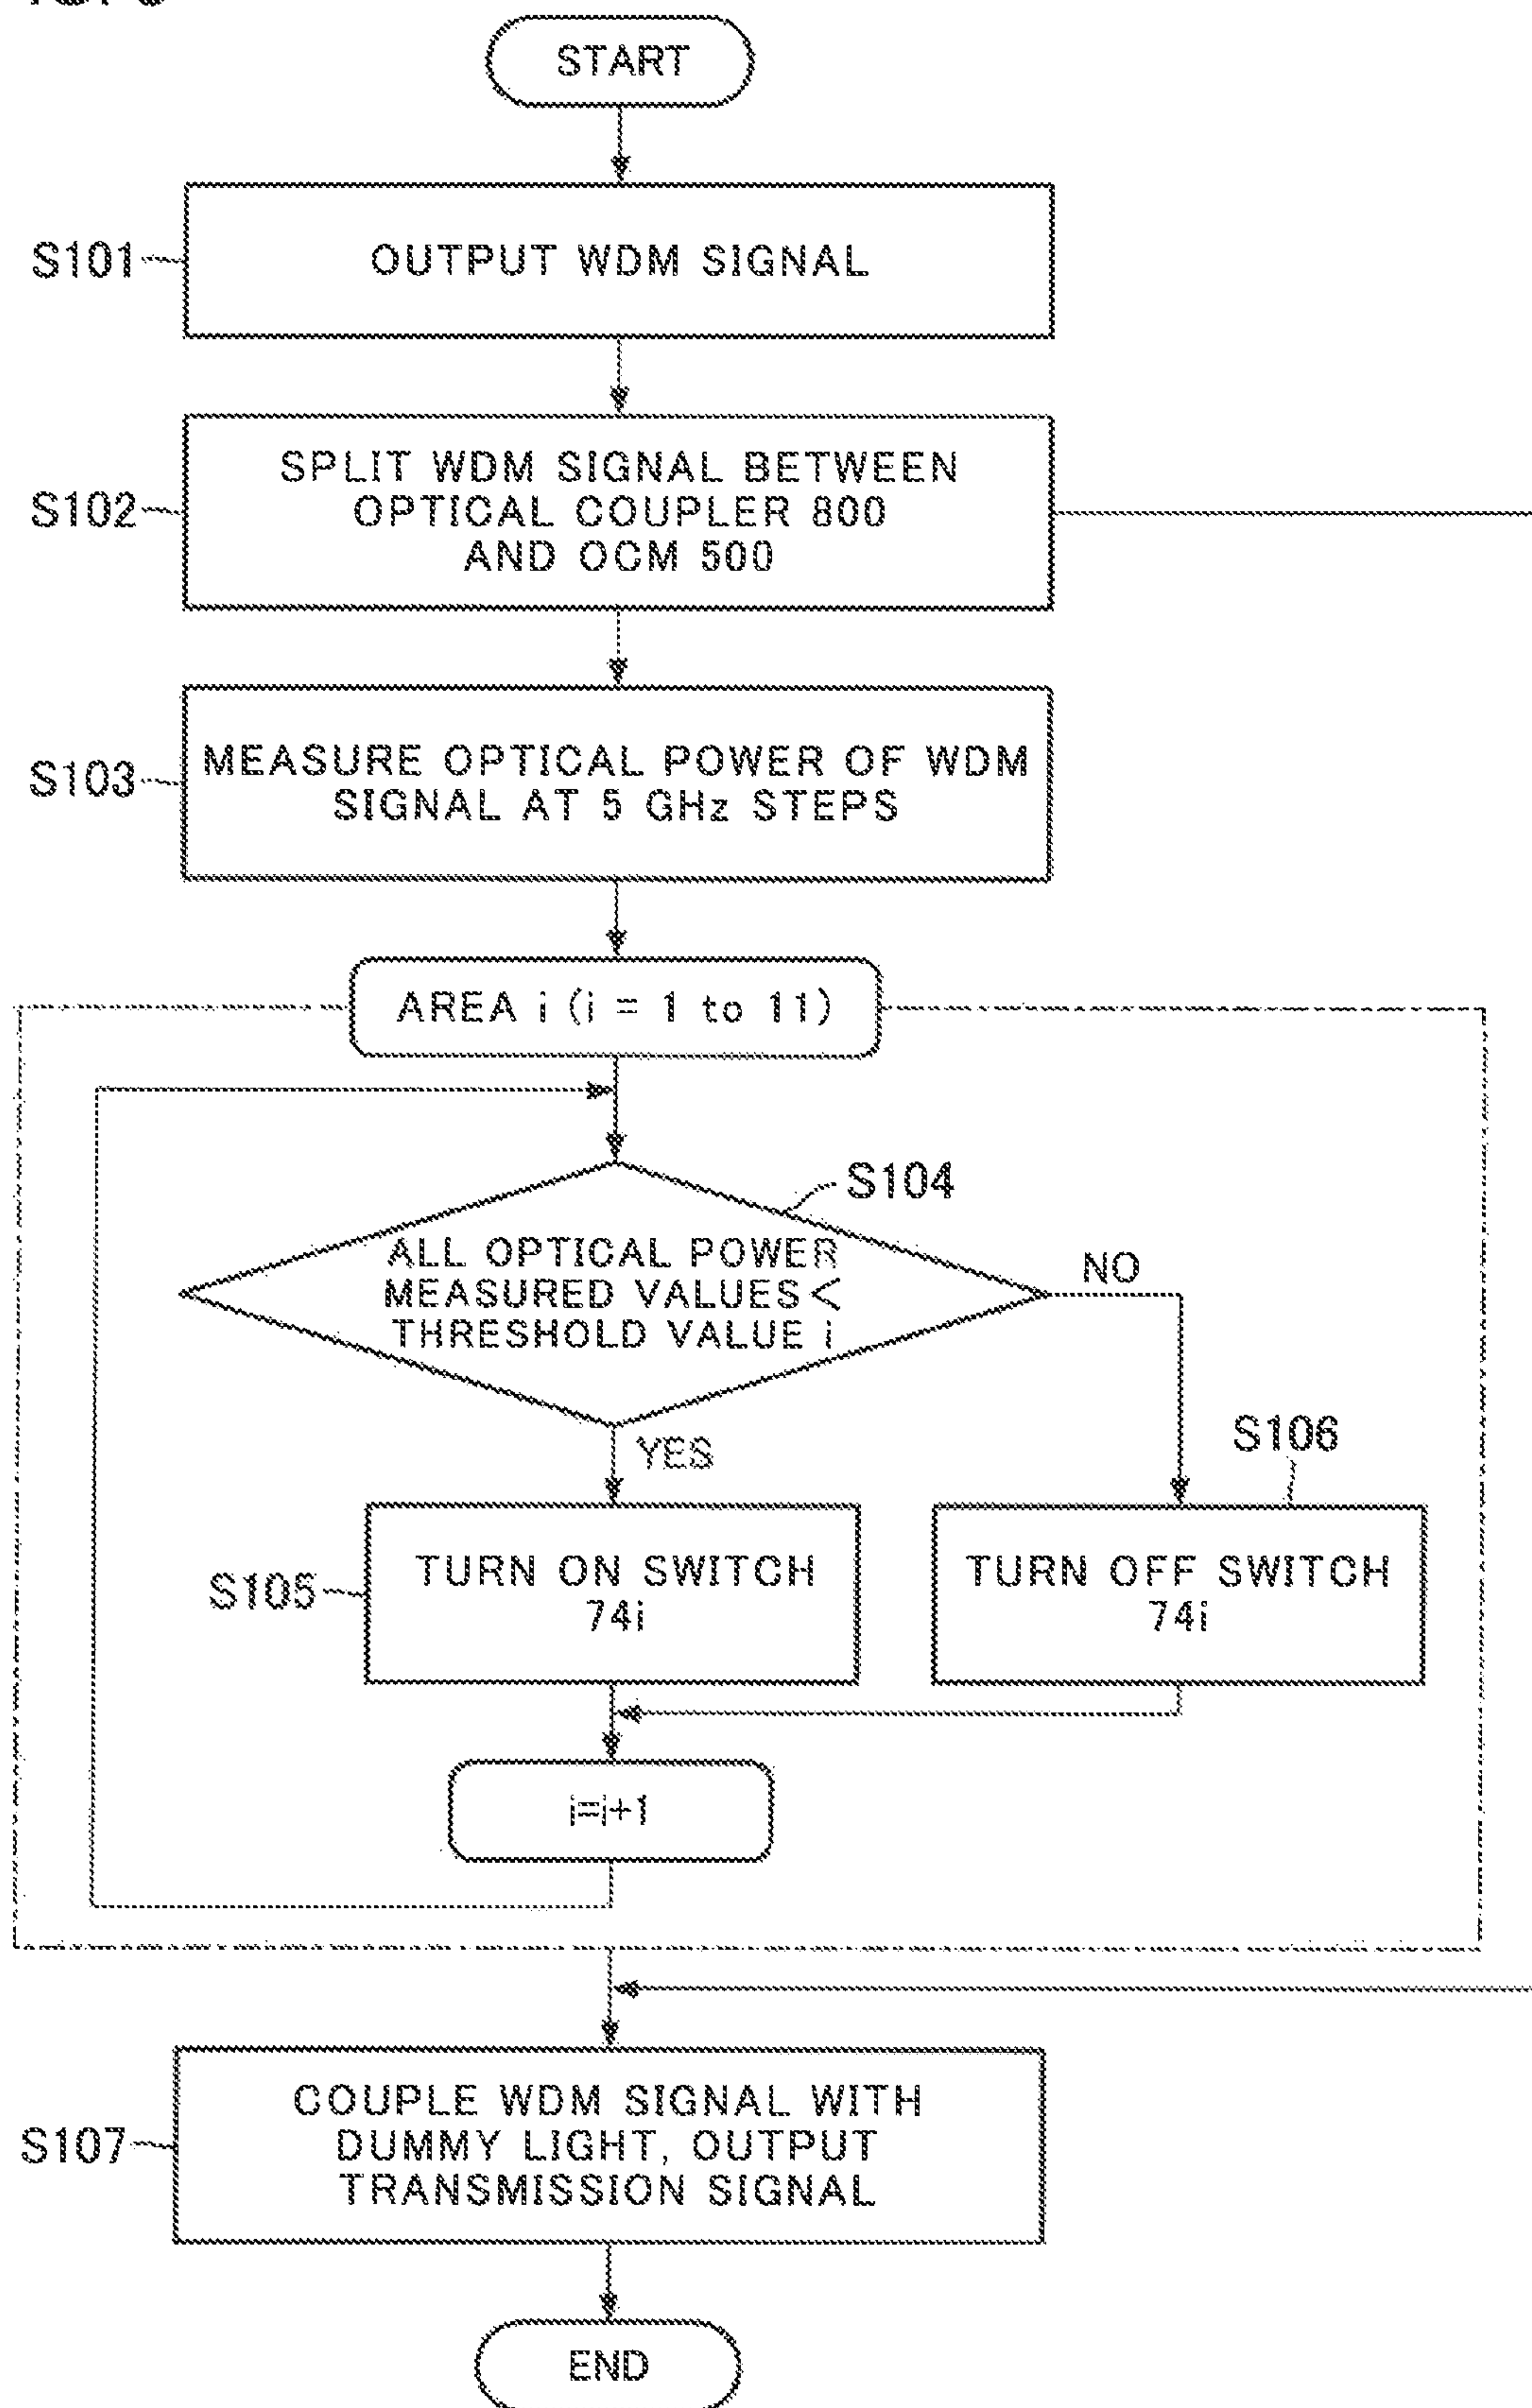 START
S101
OUTPUT WDM SIGNAL
S102
SPLIT WDM SIGNAL BETWEEN
OPTICAL COUPLER 800
AND OCM 500
S103
MEASURE OPTICAL POWER OF WDM
SIGNAL AT 5 GHz STEPS
AREA i (i = 1 to 11)
S104
ALL OPTICAL POWER
MEASURED VALUES <
THRESHOLD VALUE i
NO
YES
S106
S105
TURN ON SWITCH
74i
TURN OFF SWITCH
74i
i=i+1
S107
COUPLE WDM SIGNAL WITH
DUMMY LIGHT, OUTPUT
TRANSMISSION SIGNAL
END